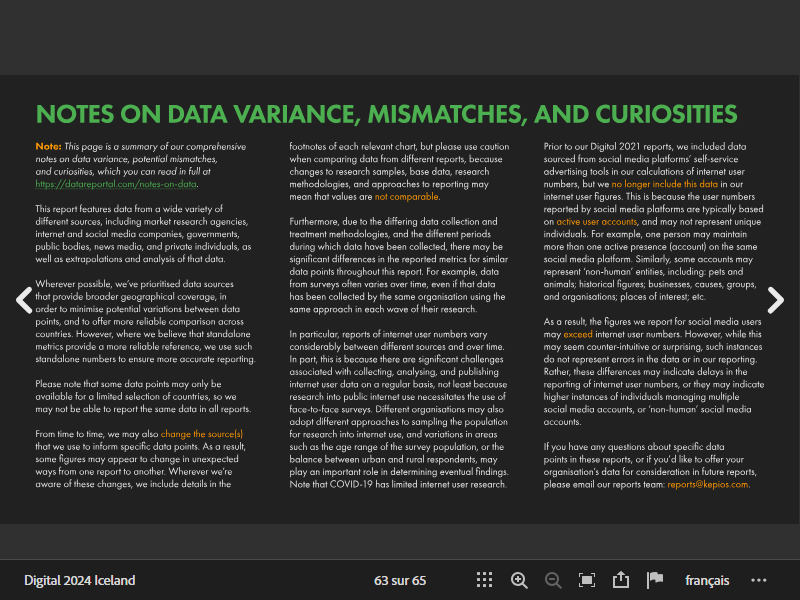 NOTES ON DATA VARIANCE, MISMATCHES, AND CURIOSITIES
Note: This page is a summary of our comprehensive
notes on data variance, potential mismatches,
and curiosities, which you can read in full at
https://datareportal.com/notes-on-data.
This report features data from a wide variety of
different sources, including market research agencies,
internet and social media companies, governments,
public bodies, news media, and private individuals, as
well as extrapolations and analysis of that data.
Wherever possible, we've prioritised data sources
that provide broader geographical coverage, in
order to minimise potential variations between data
points, and to offer more reliable comparison across
countries. However, where we believe that standalone
metrics provide a more reliable reference, we use such
standalone numbers to ensure more accurate reporting.
Please note that some data points may only be
available for a limited selection of countries, so we
may not be able to report the same data in all reports.
From time to time, we may also change the source(s)
that we use to inform specific data points. As a result,
some figures may appear to change in unexpected
ways from one report to another. Wherever we're
aware of these changes, we include details in the
footnotes of each relevant chart, but please use caution
when comparing data from different reports, because
changes to research samples, base data, research
methodologies, and approaches to reporting may
mean that values are not comparable.
Furthermore, due to the differing data collection and
treatment methodologies, and the different periods
during which data have been collected, there may be
significant differences in the reported metrics for similar
data points throughout this report. For example, data
from surveys often varies over time, even if that data
has been collected by the same organisation using the
same approach in each wave of their research.
In particular, reports of internet user numbers vary
considerably between different sources and over time.
In part, this is because there are significant challenges
associated with collecting, analysing, and publishing
internet user data on a regular basis, not least because
research into public internet use necessitates the use of
face-to-face surveys. Different organisations may also
adopt different approaches to sampling the population
for research into internet use, and variations in areas
such as the age range of the survey population, or the
balance between urban and rural respondents, may
play an important role in determining eventual findings.
Note that COVID-19 has limited internet user research.
Prior to our Digital 2021 reports, we included data
sourced from social media platforms' self-service
advertising tools in our calculations of internet user
numbers, but we no longer include this data in our
internet user figures. This is because the user numbers
reported by social media platforms are typically based
on active user accounts, and may not represent unique
individuals. For example, one person may maintain
more than one active presence (account) on the same
social media platform. Similarly, some accounts may
represent 'non-human' entities, including: pets and
animals; historical figures; businesses, causes, groups,
and organisations; places of interest; etc.
As a result, the figures we report for social media users
may exceed internet user numbers. However, while this
may seem counter-intuitive or surprising, such instances
do not represent errors in the data or in our reporting.
Rather, these differences may indicate delays in the
reporting of internet user numbers, or they may indicate
higher instances of individuals managing multiple
social media accounts, or 'non-human' social media
accounts.
If you have any questions about specific data
points in these reports, or if you'd like to offer your
organisation's data for consideration in future reports,
please email our reports team: reports@kepios.com.
Digital 2024 Iceland
63 sur 65
français